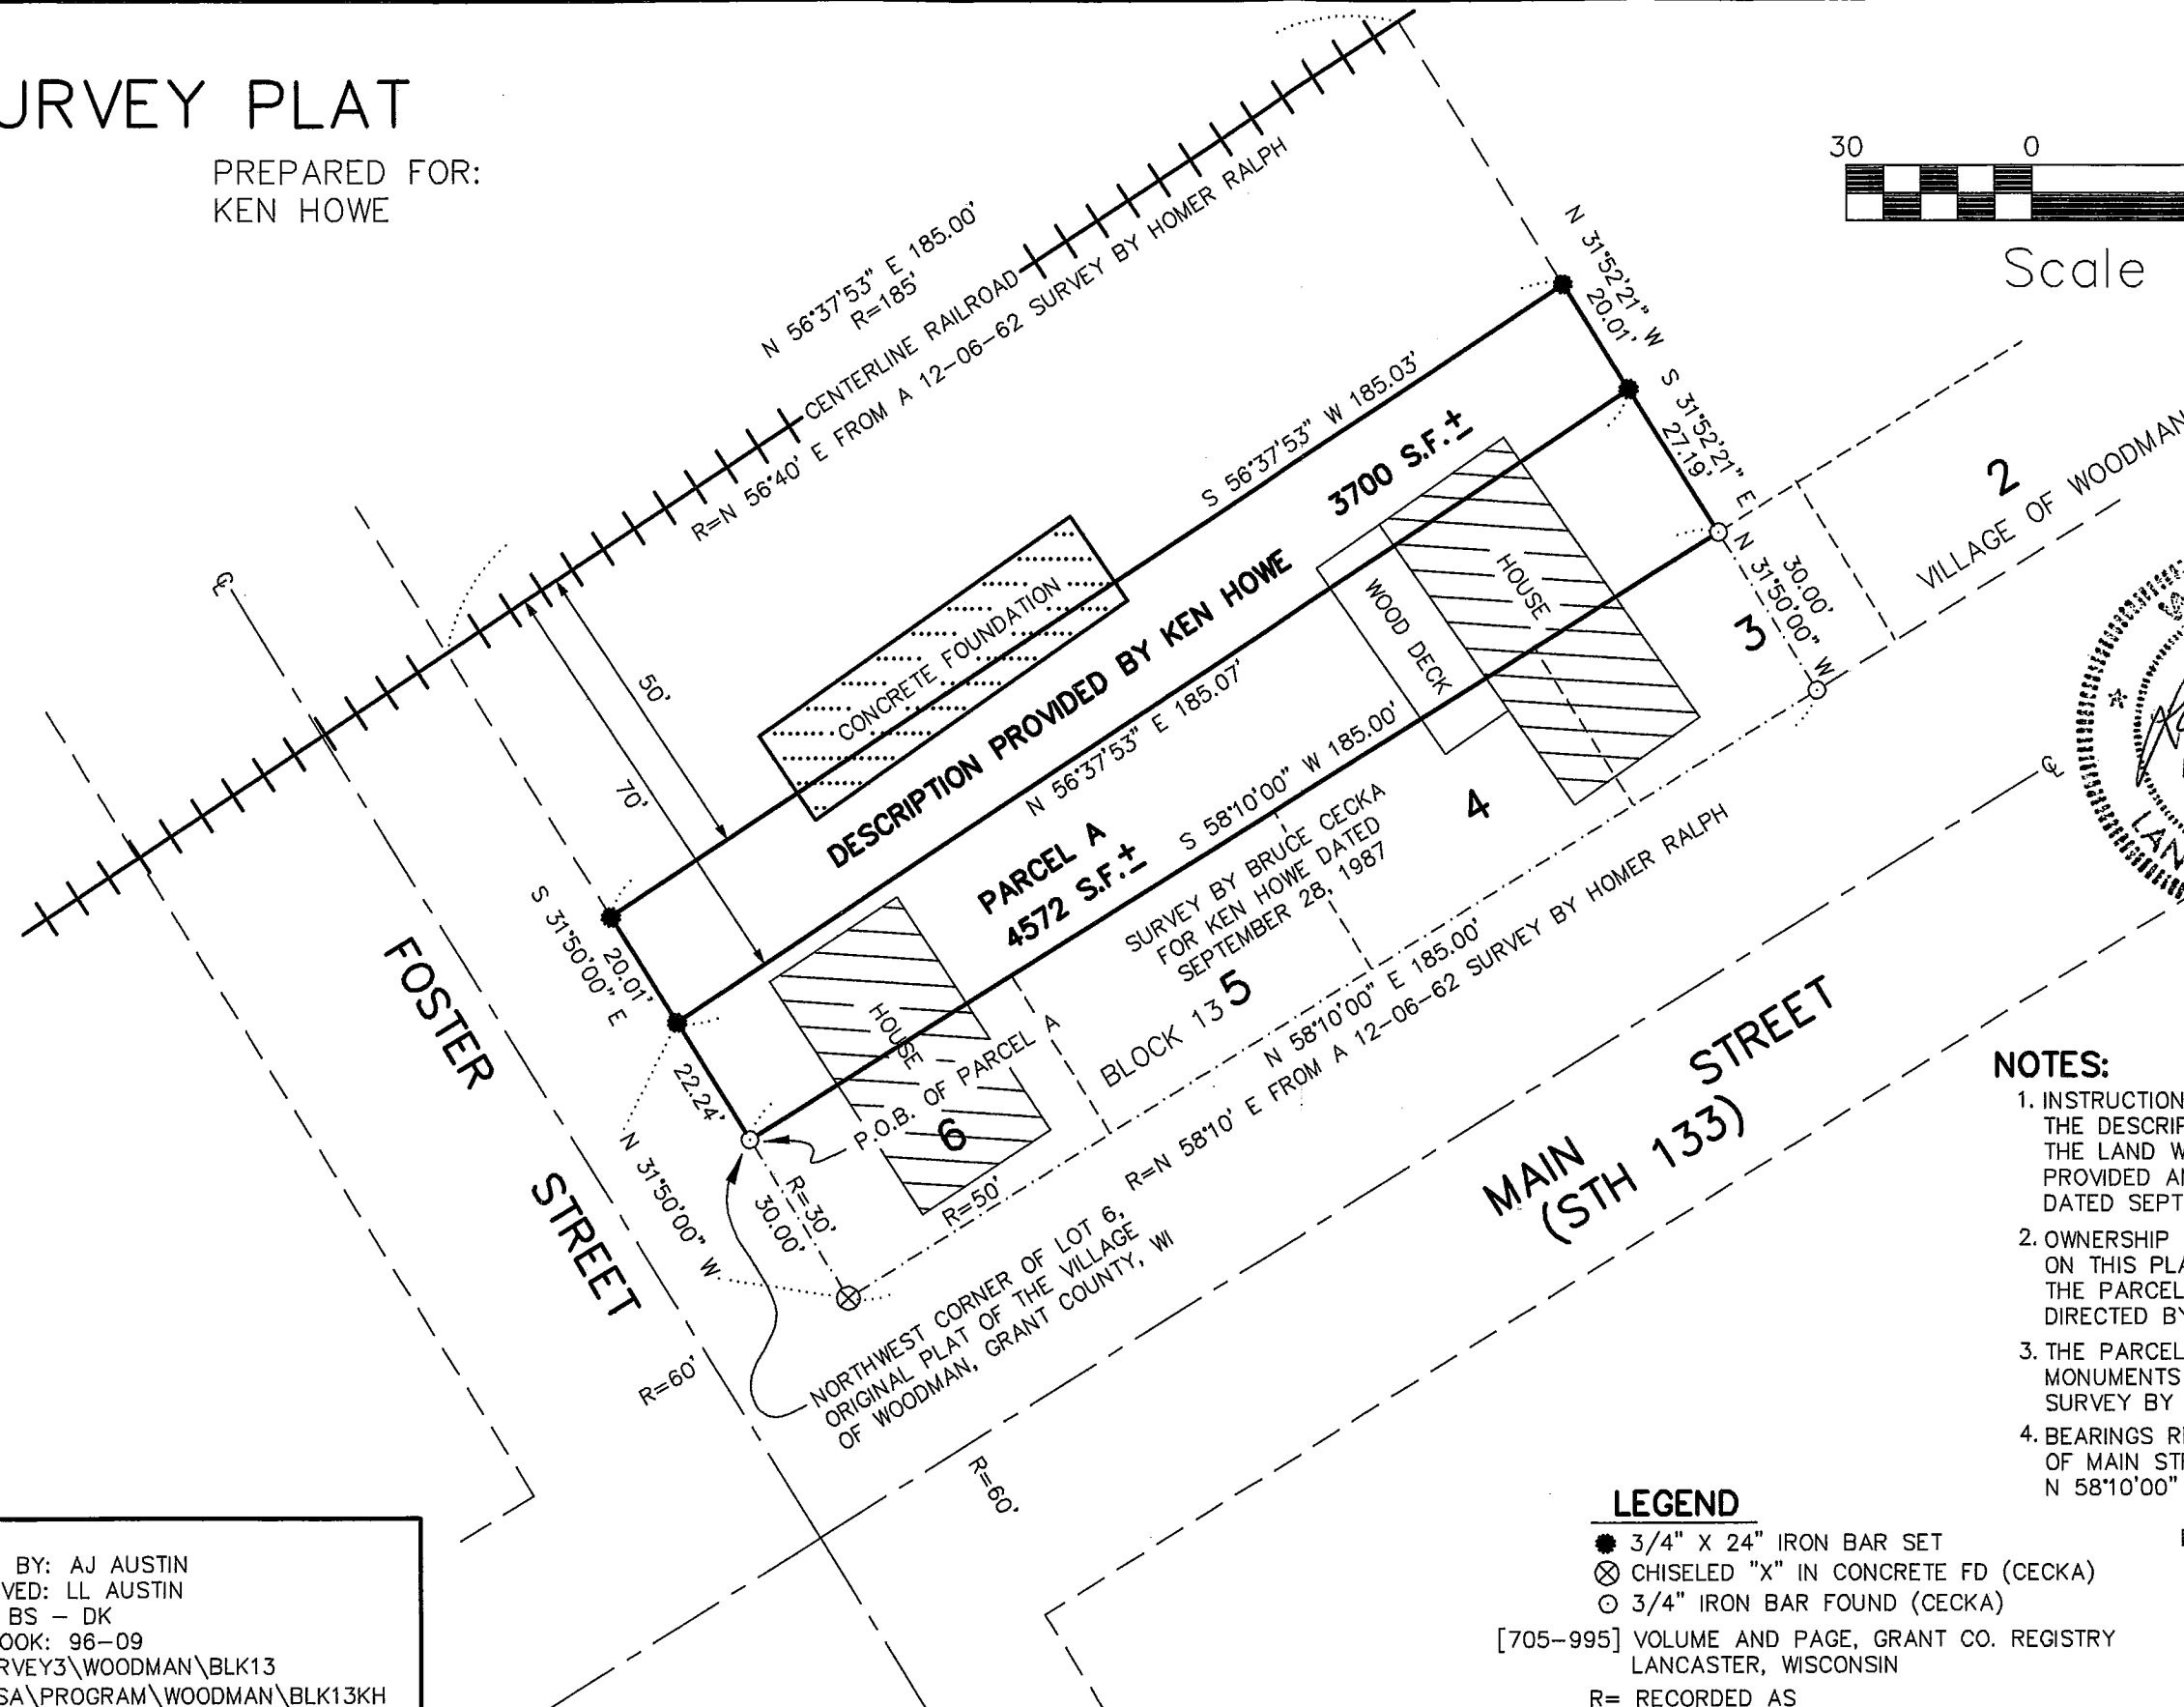 URVEY PLAT
PREPARED FOR:
KEN HOWE
30 0
Scale
N 56°37'53" E 185.00'
R=185'
CENTERLINE RAILROAD
R=N 56°40' E FROM A 12-06-62 SURVEY BY HOMER RALPH
N 31°52'21" W
20.01'
S 31°52'21" E
27.19'
S 56°37'53" W 185.03'
3700 S.F.±
DESCRIPTION PROVIDED BY KEN HOWE
CONCRETE FOUNDATION
50'
70'
N 56°37'53" E 185.07'
WOOD DECK
HOUSE
2
VILLAGE OF WOODMAN
30.00'
N 31°50'00" W
3
PARCEL A
4572 S.F.±
S 58°10'00" W 185.00'
SURVEY BY BRUCE CECKA
FOR KEN HOWE DATED
SEPTEMBER 28, 1987
4
5
BLOCK 13
N 58°10'00" E 185.00'
R=N 58°10' E FROM A 12-06-62 SURVEY BY HOMER RALPH
S 31°50'00" E
20.01'
22.24'
N 31°50'00" W
HOUSE
P.O.B. OF PARCEL A
6
R=30'
30.00'
R=50'
FOSTER
STREET
R=60'
NORTHWEST CORNER OF LOT 6,
ORIGINAL PLAT OF THE VILLAGE
OF WOODMAN, GRANT COUNTY, WI
R=60'
MAIN STREET
(STH 133)
LAN
NOTES:
1. INSTRUCTION
THE DESCRIP
THE LAND W
PROVIDED A
DATED SEPT
2. OWNERSHIP
ON THIS PLA
THE PARCEL
DIRECTED BY
3. THE PARCEL
MONUMENTS
SURVEY BY
4. BEARINGS R
OF MAIN ST
N 58°10'00"
LEGEND
3/4" X 24" IRON BAR SET
CHISELED "X" IN CONCRETE FD (CECKA)
3/4" IRON BAR FOUND (CECKA)
[705-995] VOLUME AND PAGE, GRANT CO. REGISTRY
LANCASTER, WISCONSIN
R= RECORDED AS
BY: AJ AUSTIN
VED: LL AUSTIN
BS - DK
OOK: 96-09
RVEY3\WOODMAN\BLK13
SA\PROGRAM\WOODMAN\BLK13KH